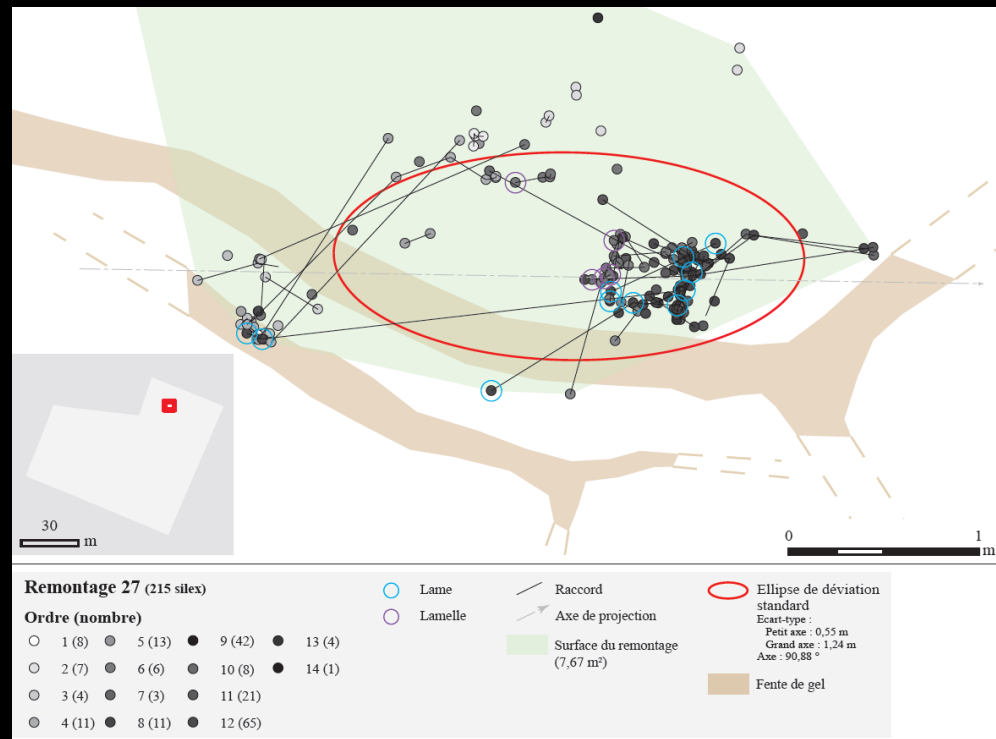 30
m
0 1
m
Remontage 27 (215 silex)
Ordre (nombre)
1 (8)
2 (7)
3 (4)
4 (11)
5 (13)
6 (6)
7 (3)
8 (11)
9 (42)
10 (8)
11 (21)
12 (65)
13 (4)
14 (1)
Lame
Lamelle
Raccord
Axe de projection
Surface du remontage
(7,67 m²)
Ellipse de déviation
standard
Ecart-type :
Petit axe : 0,55 m
Grand axe : 1,24 m
Axe : 90,88 °
Fente de gel